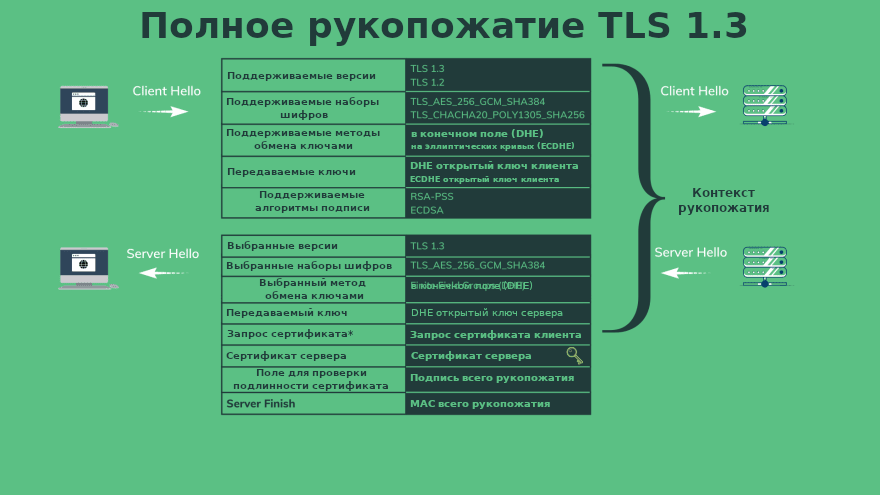 Полное рукопожатие TLS 1.3
Client Hello
Поддерживаемые версии
TLS 1.3
TLS 1.2
Поддерживаемые наборы
шифров
TLS_AES_256_GCM_SHA384
TLS_CHACHA20_POLY1305_SHA256
Поддерживаемые методы
обмена ключами
в конечном поле (DHE)
на эллиптических кривых (ECDHE)
Передаваемые ключи
DHE открытый ключ клиента
ECDHE открытый ключ клиента
Поддерживаемые
алгоритмы подписи
RSA-PSS
ECDSA
Client Hello
Контекст
рукопожатия
Server Hello
Выбранные версии
TLS 1.3
Выбранные наборы шифров
TLS_AES_256_GCM_SHA384
Выбранный метод
обмена ключами
в конечном поле (DHE)
Передаваемый ключ
DHE открытый ключ сервера
Запрос сертификата*
Запрос сертификата клиента
Сертификат сервера
Сертификат сервера
Поле для проверки
подлинности сертификата
Подпись всего рукопожатия
Server Finish
MAC всего рукопожатия
Server Hello